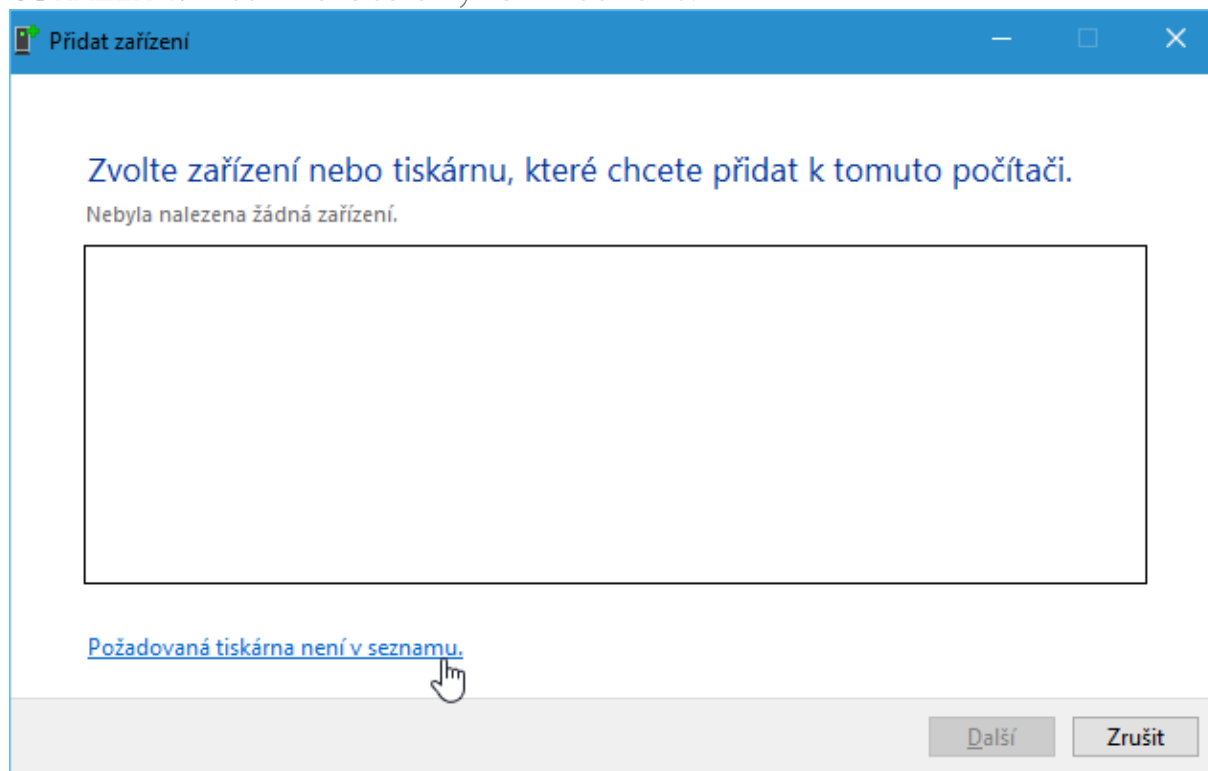 Přidat zařízení
Zvolte zařízení nebo tiskárnu, které chcete přidat k tomuto počítači.
Nebyla nalezena žádná zařízení.
Požadovaná tiskárna není v seznamu.
Další
Zrušit